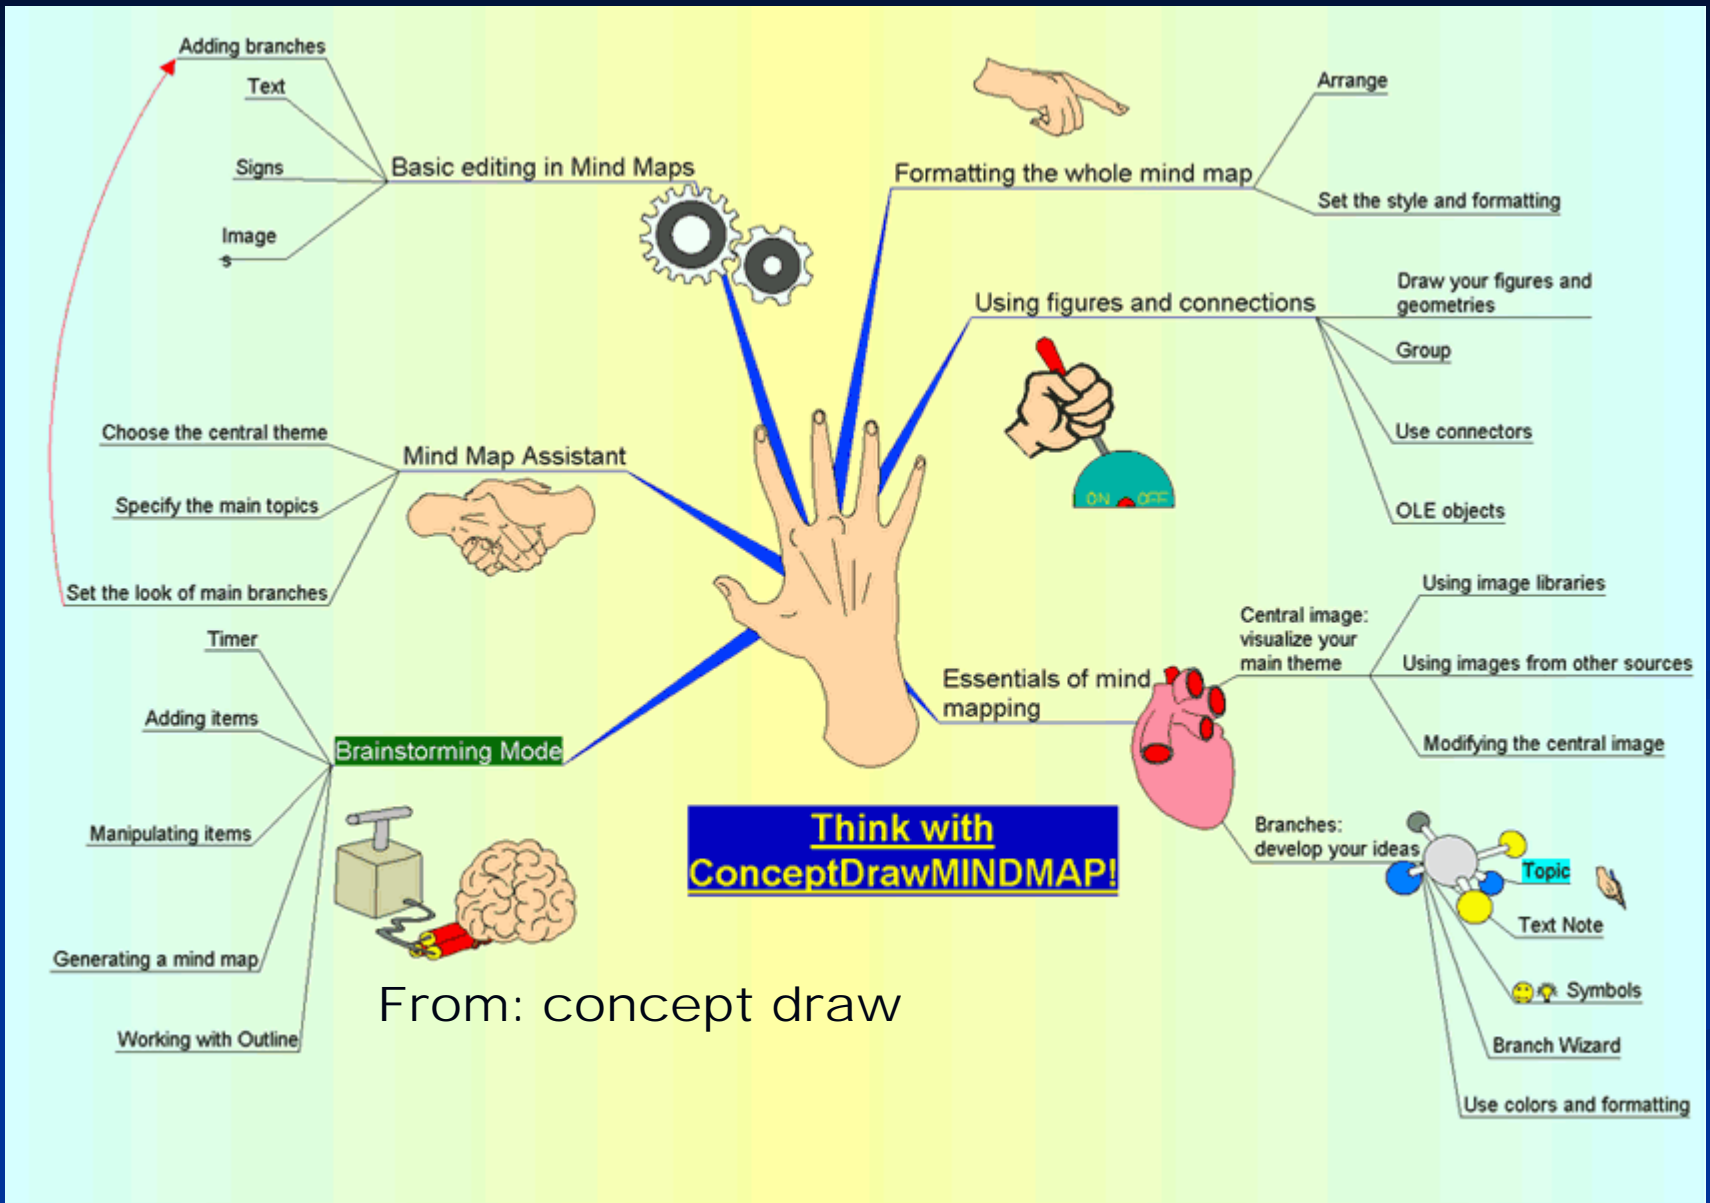 Adding branches
Text
Signs
Image
s
Basic editing in Mind Maps
Formatting the whole mind map
Arrange
Set the style and formatting
Using figures and connections
Draw your figures and
geometries
Group
Use connectors
OLE objects
ON OFF
Choose the central theme
Specify the main topics
Set the look of main branches
Mind Map Assistant
Timer
Adding items
Manipulating items
Generating a mind map
Working with Outline
Brainstorming Mode
Essentials of mind
mapping
Central image:
visualize your
main theme
Using image libraries
Using images from other sources
Modifying the central image
Branches:
develop your ideas
Topic
Text Note
Symbols
Branch Wizard
Use colors and formatting
Think with
ConceptDrawMINDMAP!
From: concept draw